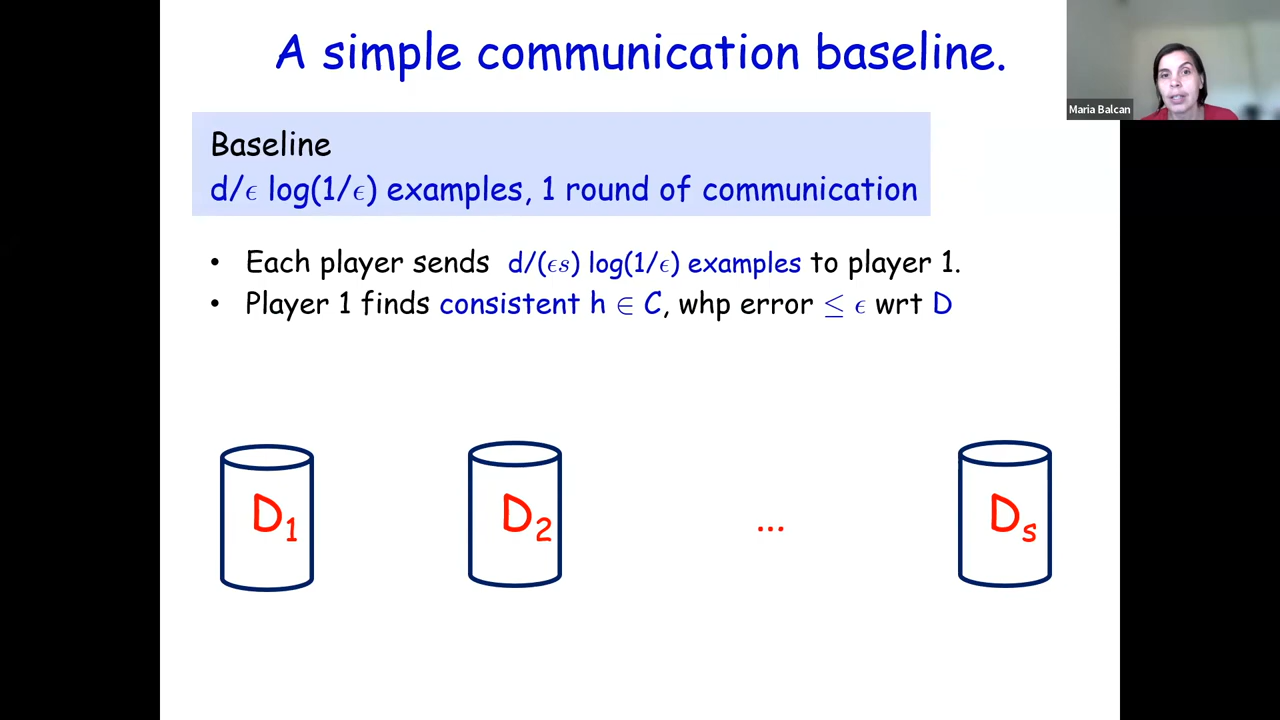 A simple communication baseline.
Maria Balcan
Baseline
d/ϵ log(1/ϵ) examples, 1 round of communication
• Each player sends d/(ϵs) log(1/ϵ) examples to player 1.
• Player 1 finds consistent h ∈ C, whp error ≤ ϵ wrt D
D₁ D₂ ... Dₛ